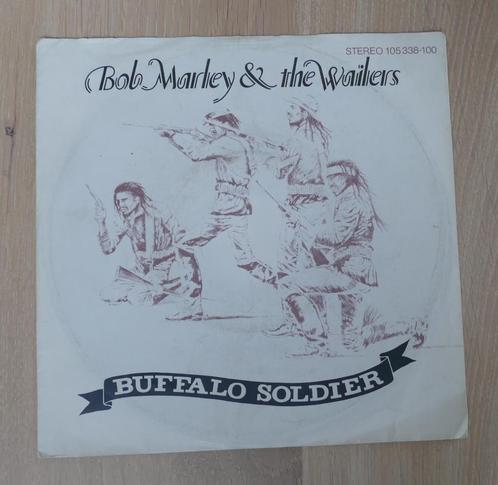 STEREO 105 338-100
Bob Marley & the Wailers
BUFFALO SOLDIER